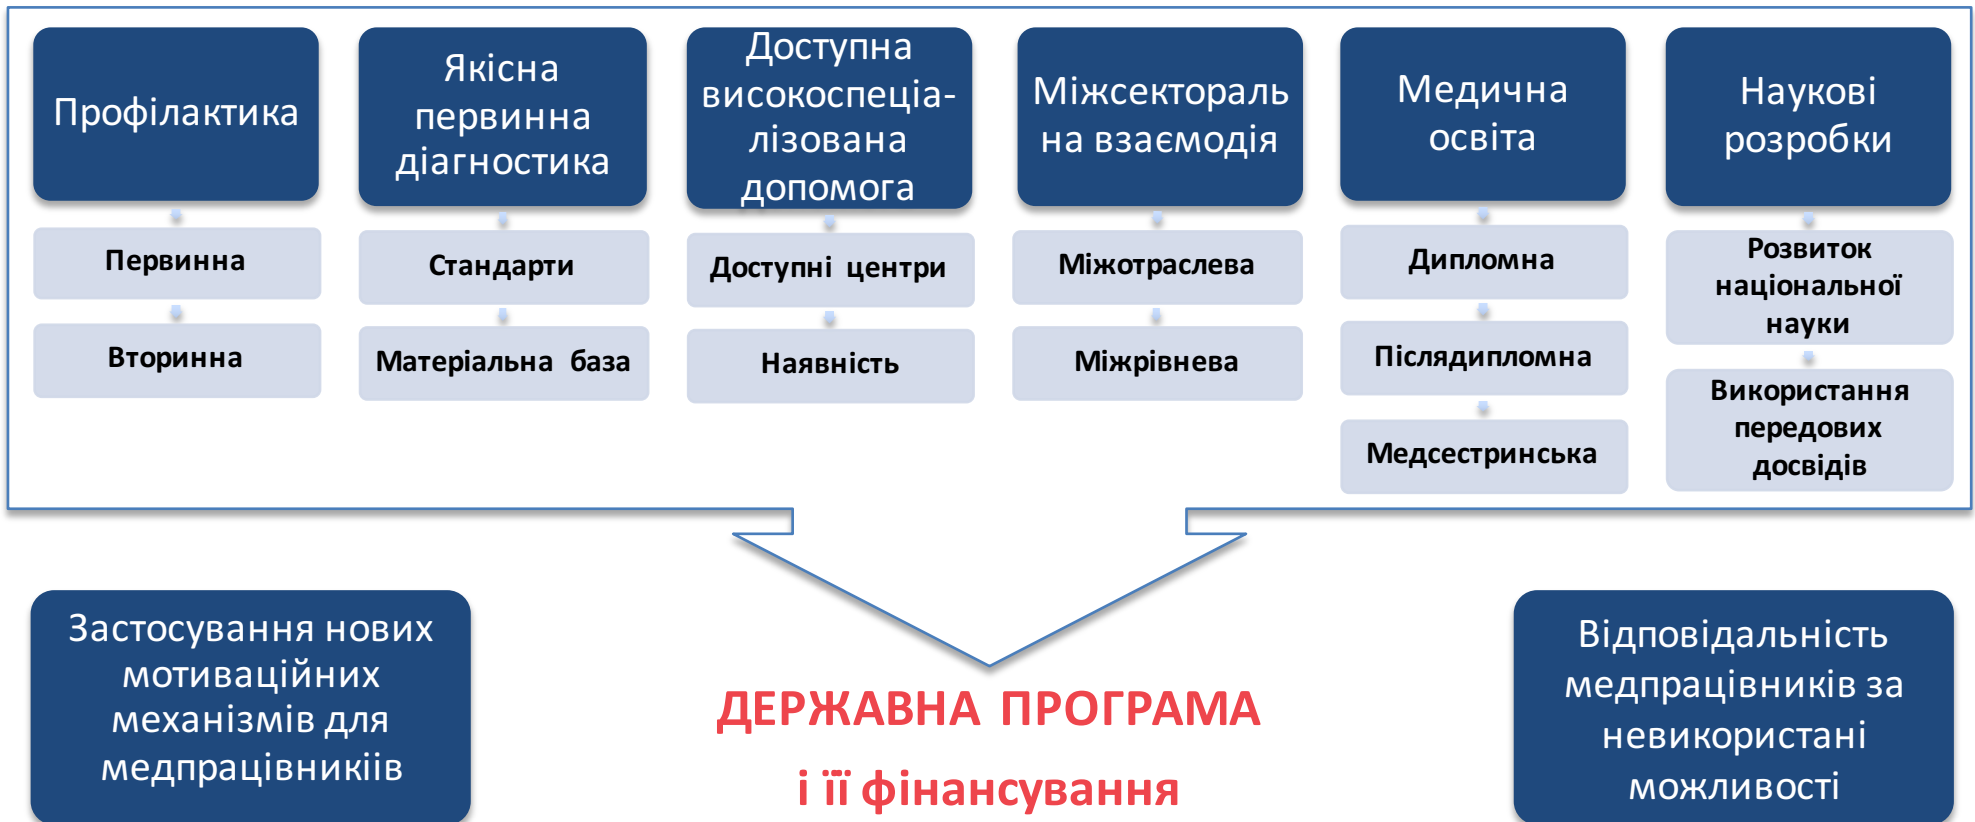 Профілактика
Первинна
Вторинна
Якісна
первинна
діагностика
Стандарти
Матеріальна база
Доступна
високоспеціа-
лізована
допомога
Доступні центри
Наявність
Міжсектораль
на взаємодія
Міжотраслева
Міжрівнева
Медична
освіта
Дипломна
Післядипломна
Медсестринська
Наукові
розробки
Розвиток
національної
науки
Використання
передових
досвідів
Застосування нових
мотиваційних
механізмів для
медпрацівникіів
ДЕРЖАВНА ПРОГРАМА
і її фінансування
Відповідальність
медпрацівників за
невикористані
можливості